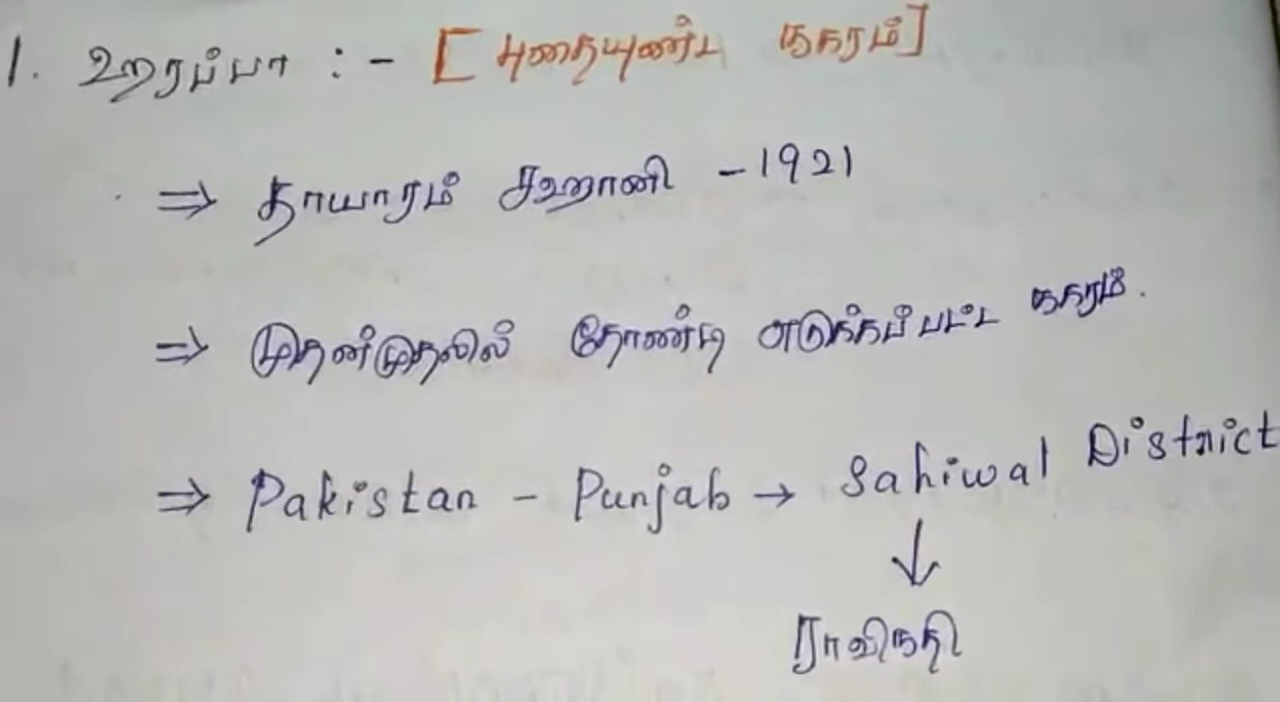 1. ஹரப்பா :- [ புதையுண்ட நகரம்]
⇒ தாயாரம் சஹானி - 1921
⇒ முதன்முதலில் தோண்டி எடுக்கப்பட்ட நகரம்.
⇒ Pakistan - Punjab → Sahiwal District
↓
ராவிநதி